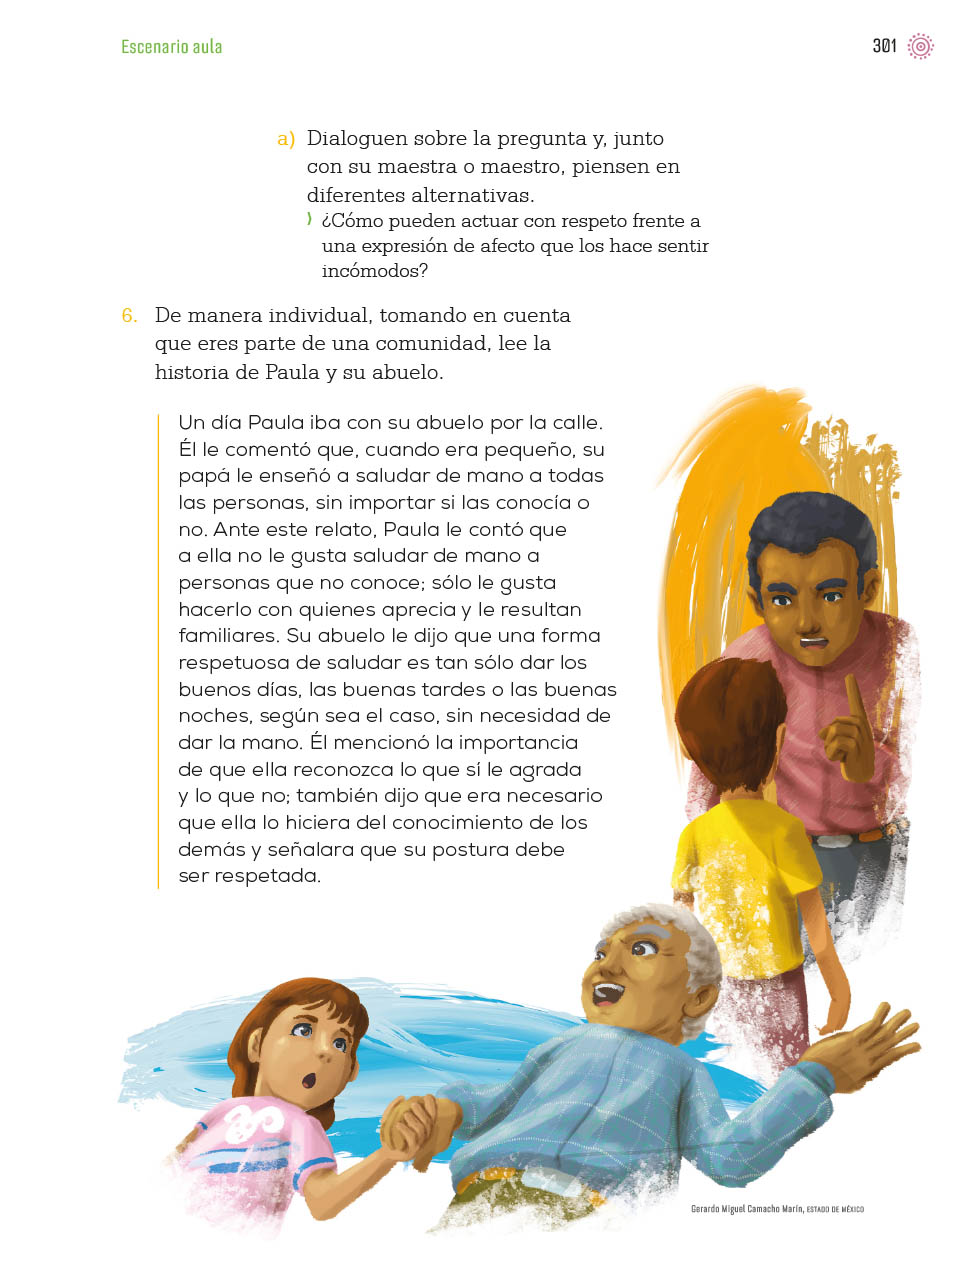 Escenario aula
301
a) Dialoguen sobre la pregunta y, junto
con su maestra o maestro, piensen en
diferentes alternativas.
⟩ ¿Cómo pueden actuar con respeto frente a
una expresión de afecto que los hace sentir
incómodos?
6. De manera individual, tomando en cuenta
que eres parte de una comunidad, lee la
historia de Paula y su abuelo.
Un día Paula iba con su abuelo por la calle.
Él le comentó que, cuando era pequeño, su
papá le enseñó a saludar de mano a todas
las personas, sin importar si las conocía o
no. Ante este relato, Paula le contó que
a ella no le gusta saludar de mano a
personas que no conoce; sólo le gusta
hacerlo con quienes aprecia y le resultan
familiares. Su abuelo le dijo que una forma
respetuosa de saludar es tan sólo dar los
buenos días, las buenas tardes o las buenas
noches, según sea el caso, sin necesidad de
dar la mano. Él mencionó la importancia
de que ella reconozca lo que sí le agrada
y lo que no; también dijo que era necesario
que ella lo hiciera del conocimiento de los
demás y señalara que su postura debe
ser respetada.
Gerardo Miguel Camacho Marín, ESTADO DE MÉXICO